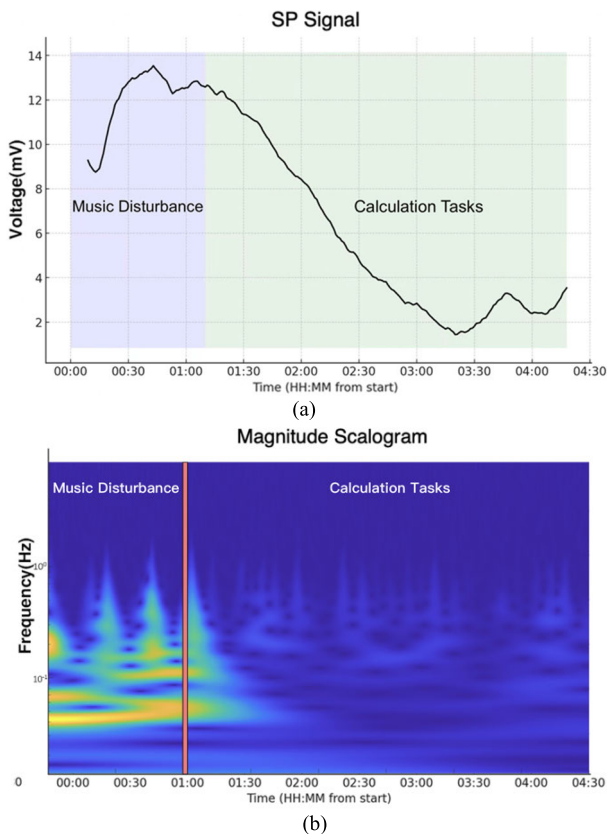 SP Signal
14
12
10
8
6
4
2
Voltage(mV)
Music Disturbance
Calculation Tasks
00:00 00:30 01:00 01:30 02:00 02:30 03:00 03:30 04:00 04:30
Time (HH:MM from start)
(a)
Magnitude Scalogram
Music Disturbance
Calculation Tasks
Frequency(Hz)
10⁰
10⁻¹
0
00:00 00:30 01:00 01:30 02:00 02:30 03:00 03:30 04:00 04:30
Time (HH:MM from start)
(b)